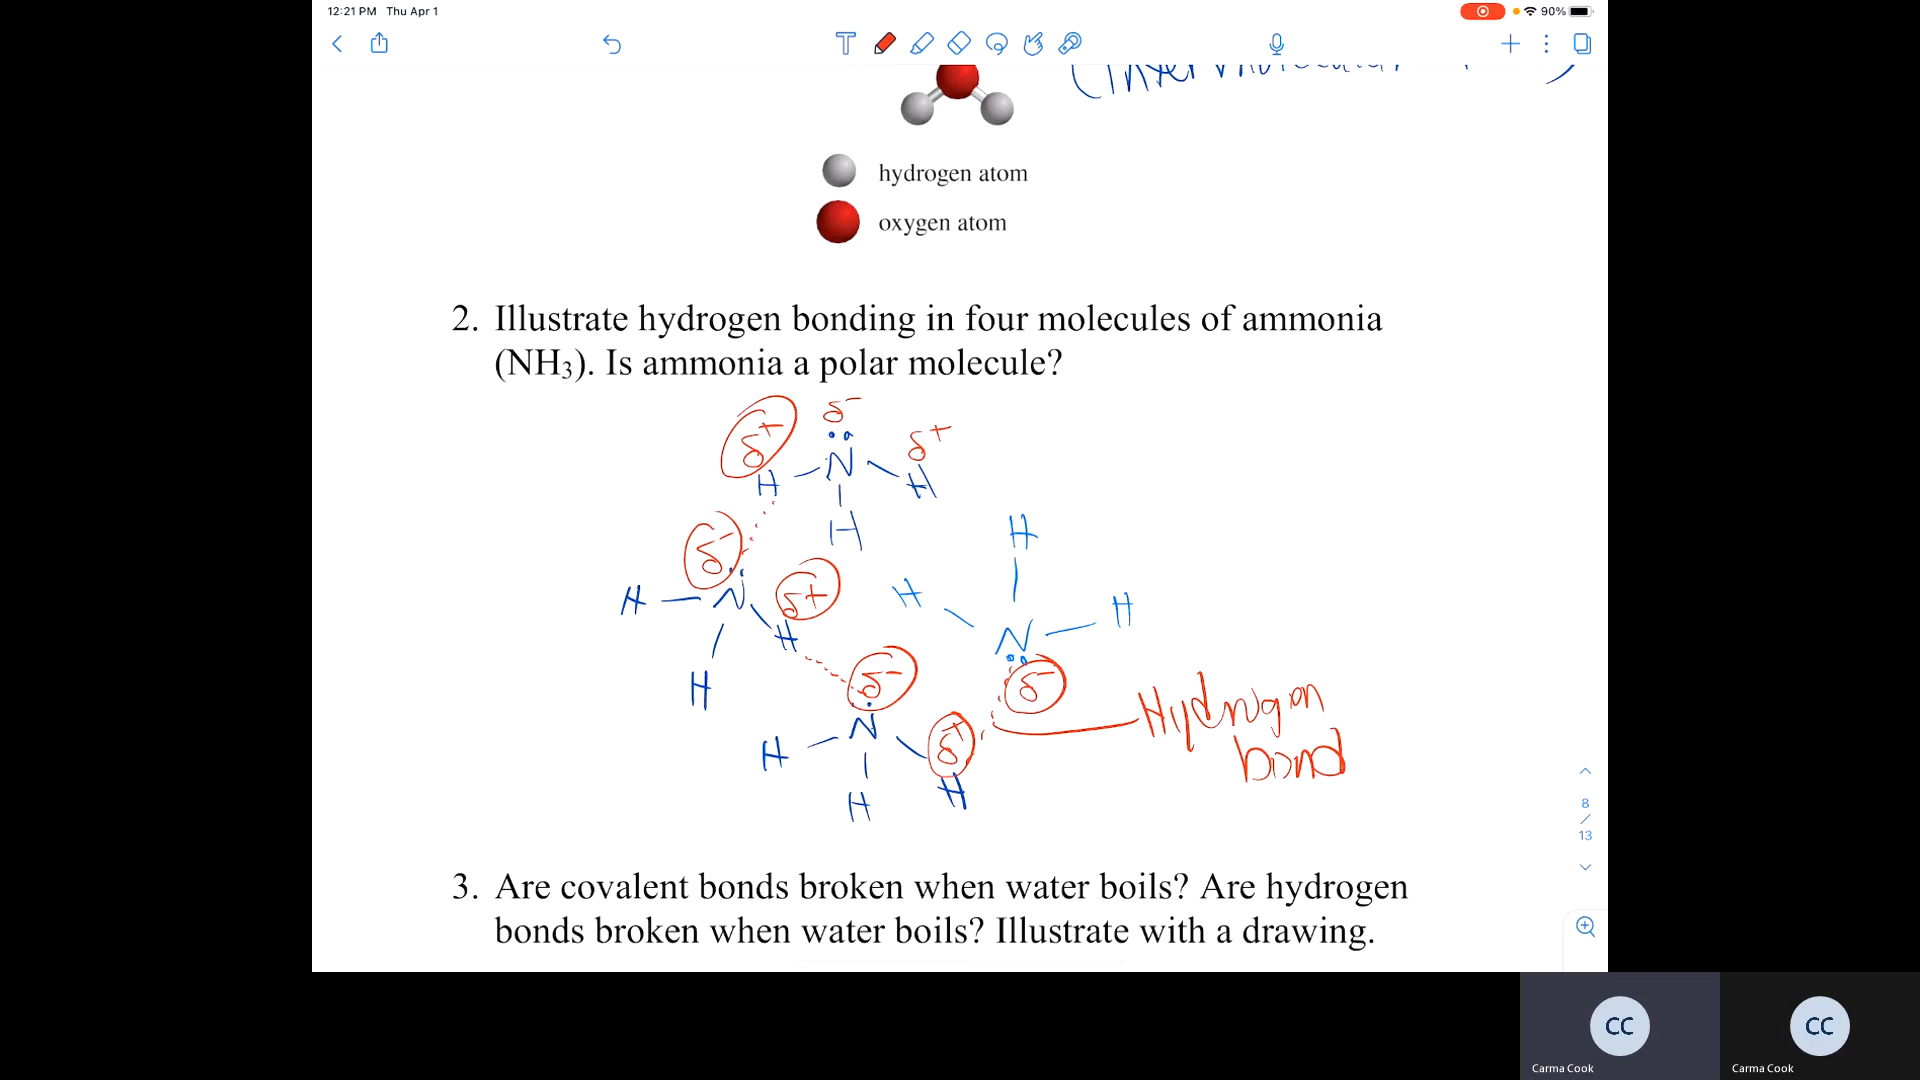 12:21 PM Thu Apr 1
90%
T
hydrogen atom
oxygen atom
2. Illustrate hydrogen bonding in four molecules of ammonia
(NH₃). Is ammonia a polar molecule?
δ⁻
δ⁺ δ⁺
H N H
H
H
δ⁻
H N δ⁺ H H
H N
H δ⁻ δ⁻
Hydrogen
N δ⁺ bond
H
H H
3. Are covalent bonds broken when water boils? Are hydrogen
bonds broken when water boils? Illustrate with a drawing.
8
/
13
CC CC
Carma Cook Carma Cook